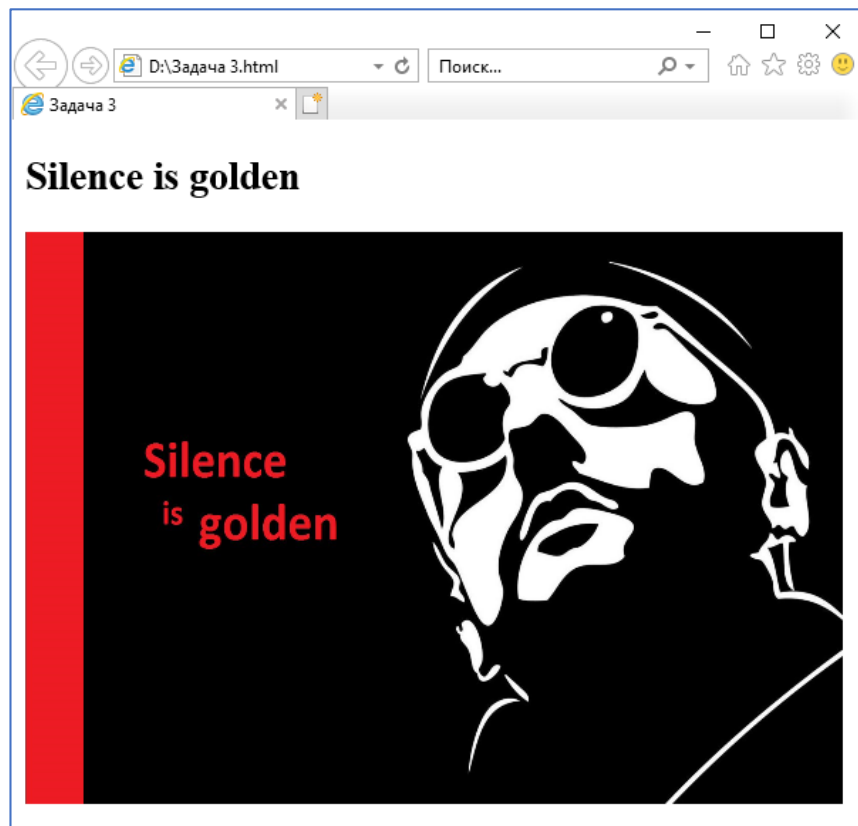 D:\Задача 3.html
Поиск...
Задача 3
Silence is golden
Silence
is golden